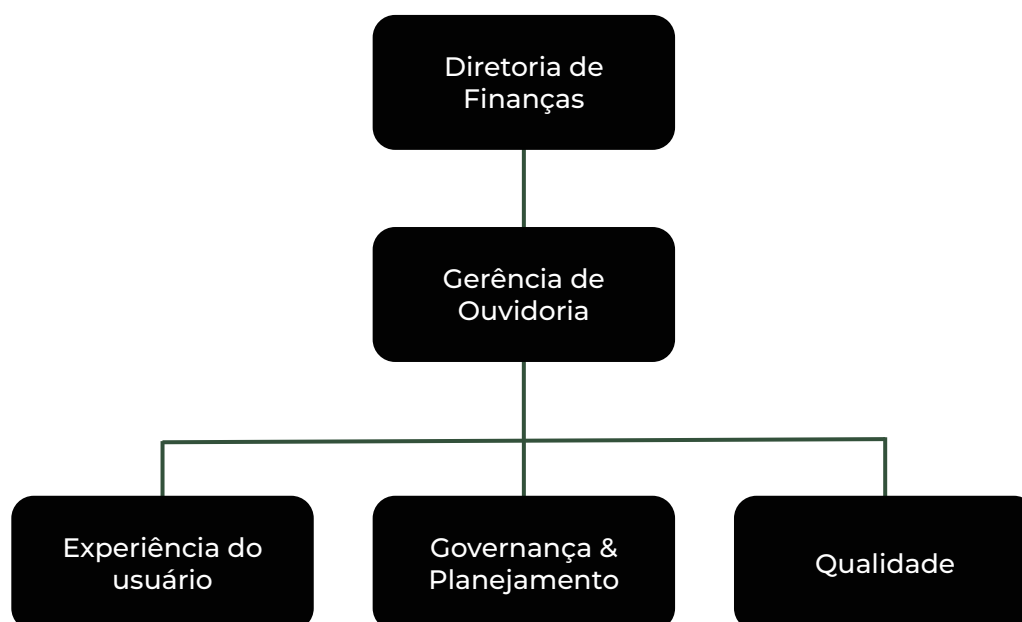 Diretoria de
Finanças
Gerência de
Ouvidoria
Experiência do
usuário
Governança &
Planejamento
Qualidade